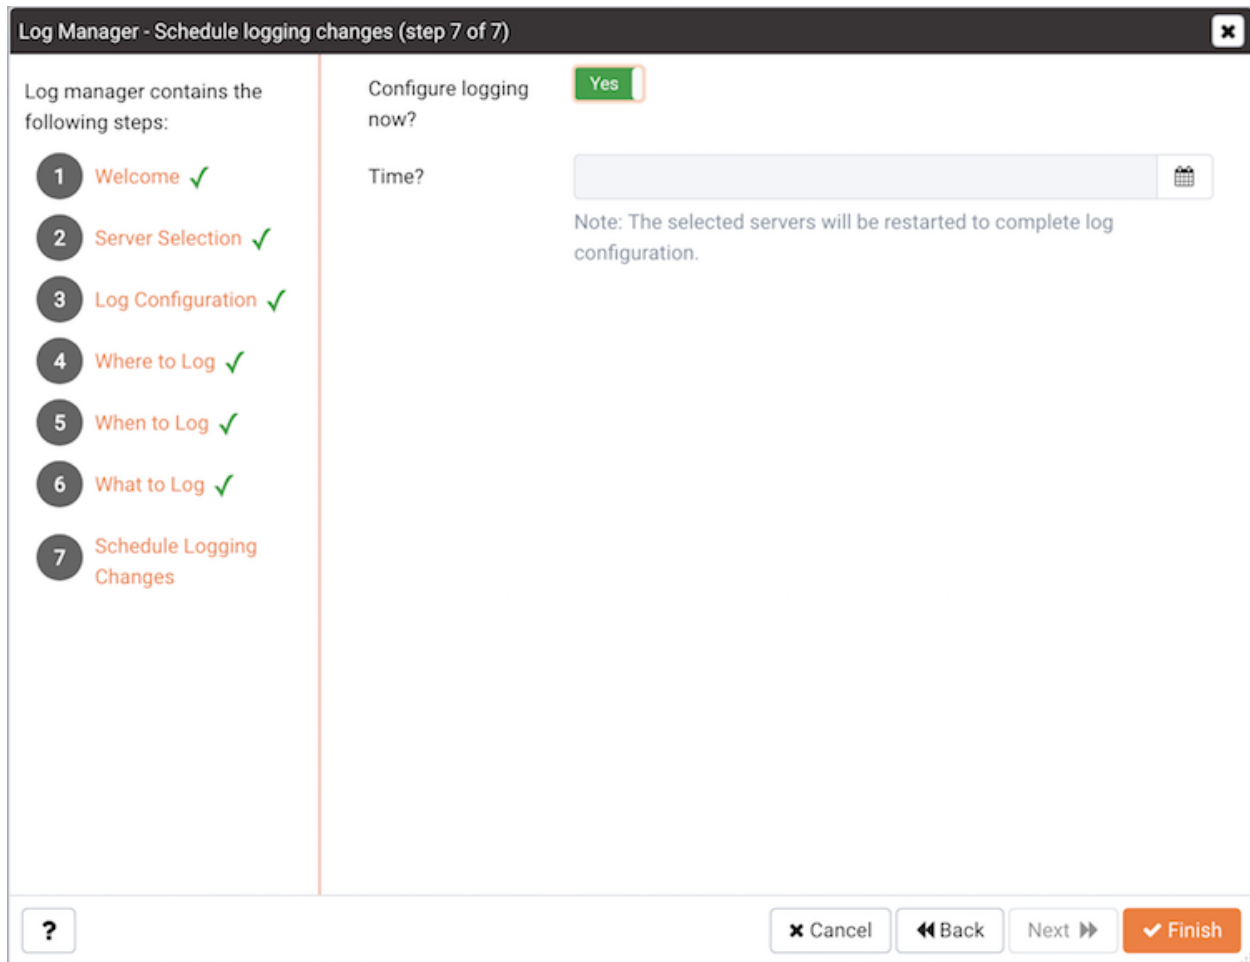 Log Manager - Schedule logging changes (step 7 of 7)
Log manager contains the
following steps:
1 Welcome
2 Server Selection
3 Log Configuration
4 Where to Log
5 When to Log
6 What to Log
7 Schedule Logging
Changes
Configure logging
now?
Yes
Time?
Note: The selected servers will be restarted to complete log
configuration.
? Cancel Back Next Finish